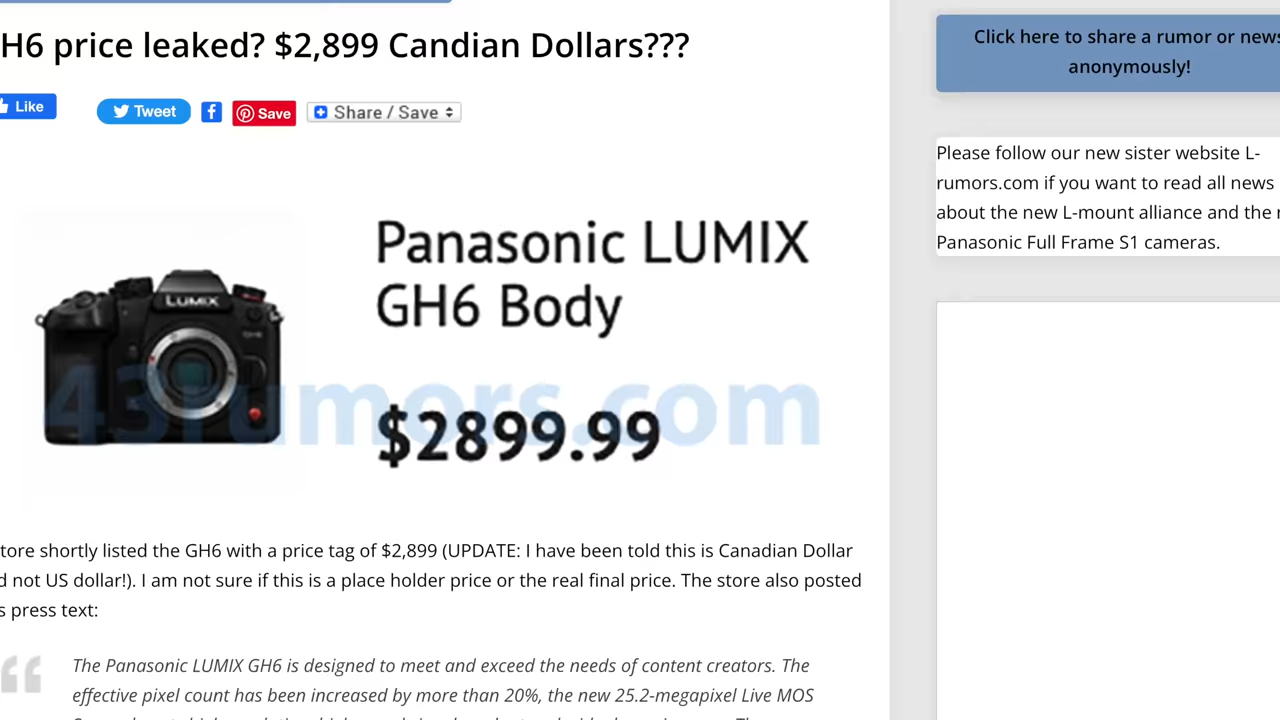 H6 price leaked? $2,899 Candian Dollars???
Like
Tweet
Save
Share / Save
Panasonic LUMIX
GH6 Body
$2899.99
LUMIX
GH6
43rumors.com
tore shortly listed the GH6 with a price tag of $2,899 (UPDATE: I have been told this is Canadian Dollar
d not US dollar!). I am not sure if this is a place holder price or the real final price. The store also posted
s press text:
The Panasonic LUMIX GH6 is designed to meet and exceed the needs of content creators. The
effective pixel count has been increased by more than 20%, the new 25.2-megapixel Live MOS
Click here to share a rumor or news
anonymously!
Please follow our new sister website L-
rumors.com if you want to read all news
about the new L-mount alliance and the
Panasonic Full Frame S1 cameras.